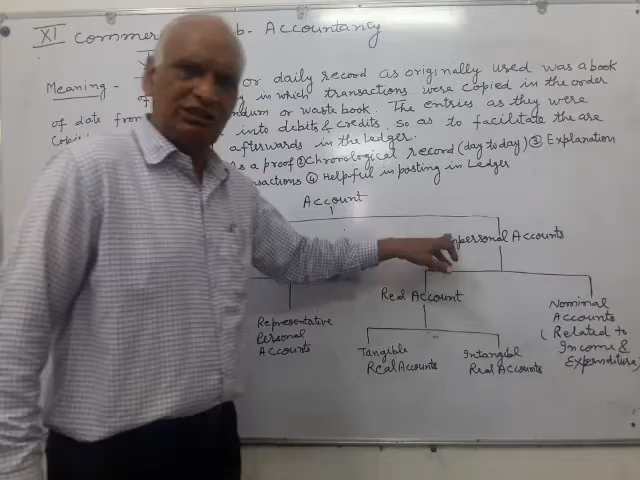 XI Commer b- Accountancy
Meaning - or daily record as originally used was a book
of y in which transactions were copied in the order
of date from ndum or waste book. The entries as they were
Copi into debits & credits, so as to facilitate the are
afterwards in the Ledger.
s a proof ② Chronological record (day to day) ③ Explanation
nsactions ④ Helpful in posting in Ledger
Account
personal Accounts
Real Account
Nominal
Accounts
(Related to
Income &
Expenditure)
Representative
Personal
Accounts
Tangible
Real Accounts
Intangibl
Real Accounts